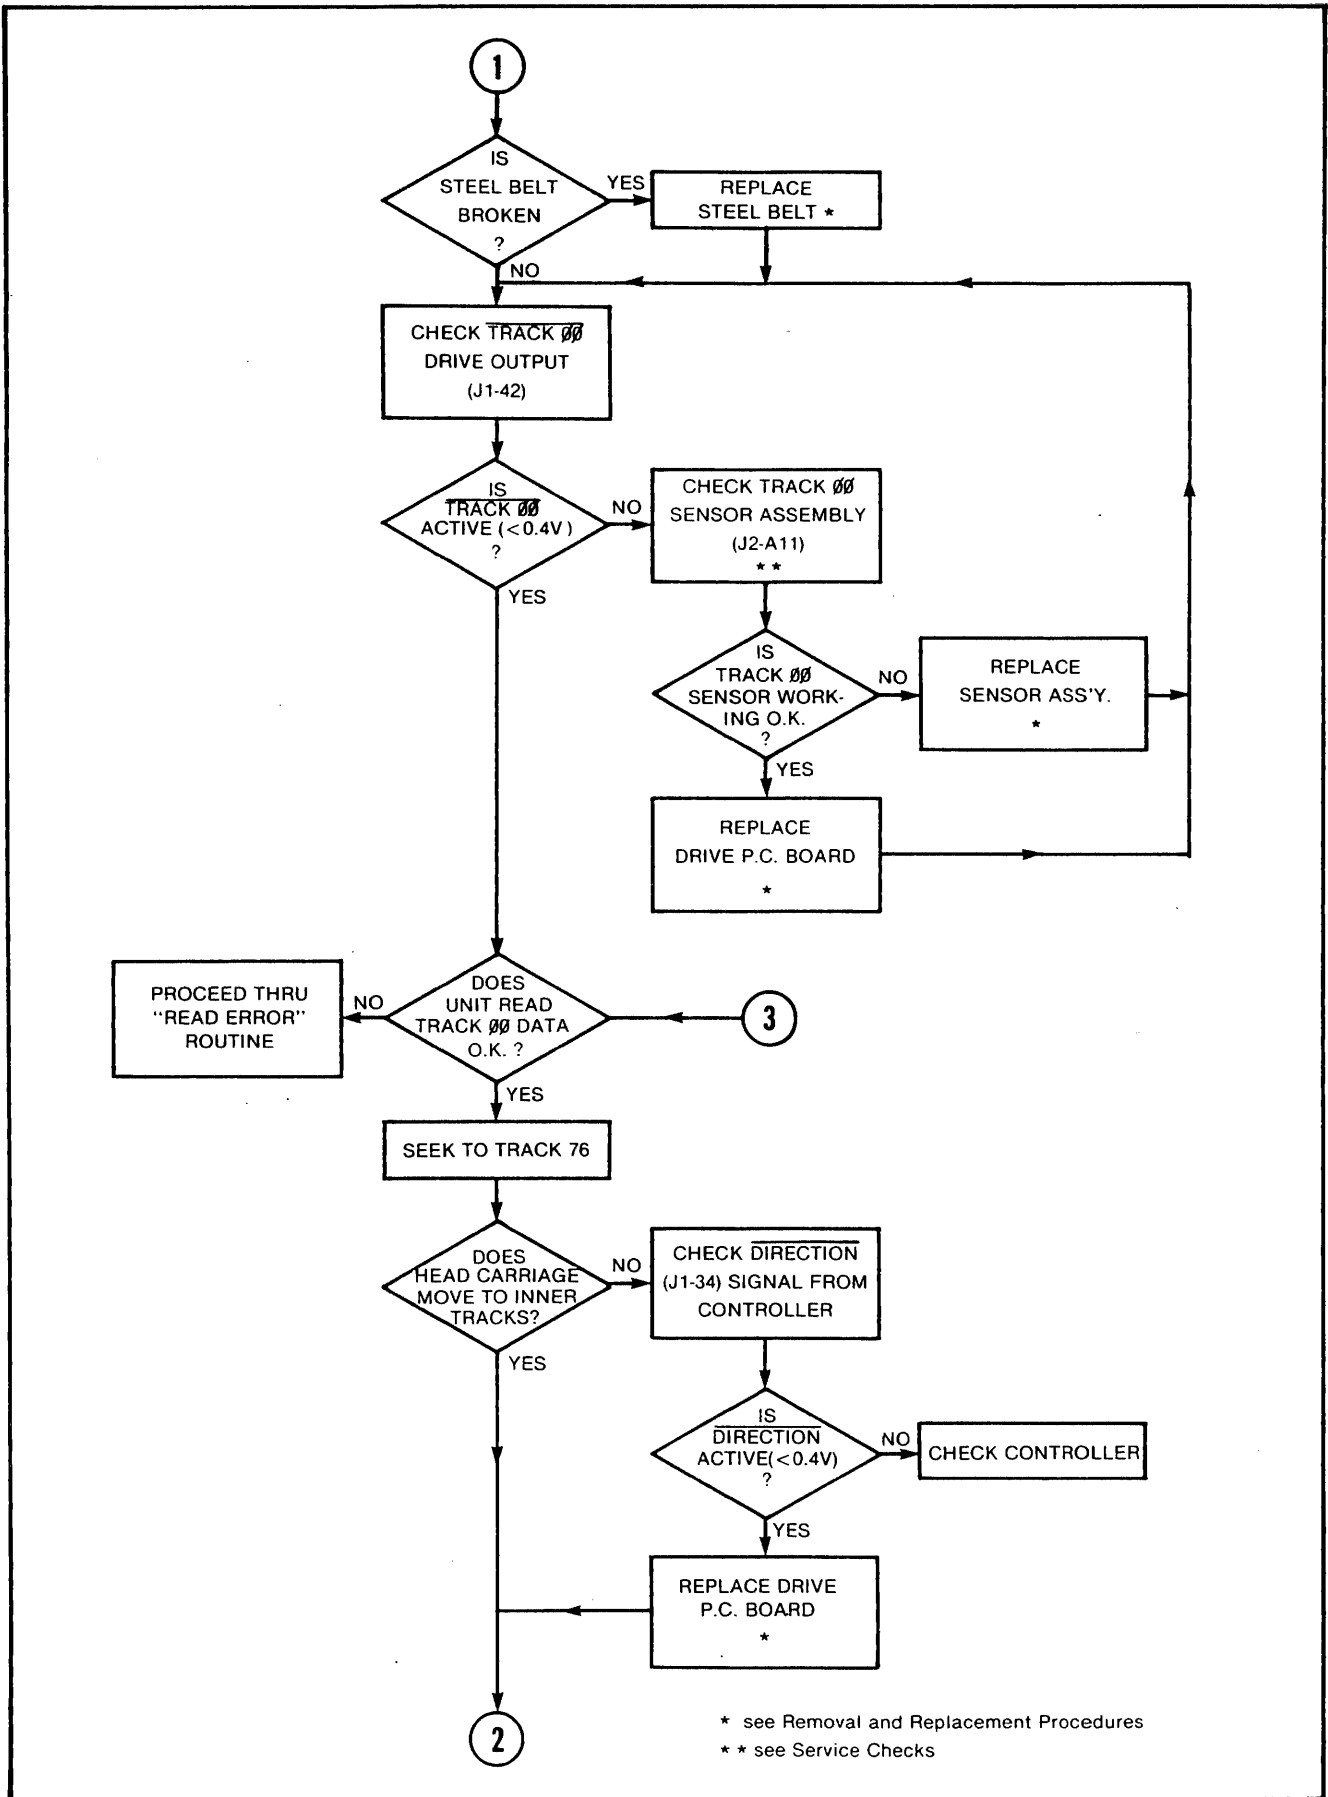 1
IS
STEEL BELT
BROKEN
?
YES
REPLACE
STEEL BELT *
NO
CHECK TRACK ØØ
DRIVE OUTPUT
(J1-42)
IS
TRACK ØØ
ACTIVE (<0.4V)
?
NO
CHECK TRACK ØØ
SENSOR ASSEMBLY
(J2-A11)
* *
YES
IS
TRACK ØØ
SENSOR WORK-
ING O.K.
?
NO
REPLACE
SENSOR ASS'Y.
*
YES
REPLACE
DRIVE P.C. BOARD
*
DOES
UNIT READ
TRACK ØØ DATA
O.K. ?
NO
PROCEED THRU
"READ ERROR"
ROUTINE
3
YES
SEEK TO TRACK 76
DOES
HEAD CARRIAGE
MOVE TO INNER
TRACKS?
NO
CHECK DIRECTION
(J1-34) SIGNAL FROM
CONTROLLER
YES
IS
DIRECTION
ACTIVE(<0.4V)
?
NO
CHECK CONTROLLER
YES
REPLACE DRIVE
P.C. BOARD
*
2
* see Removal and Replacement Procedures
* * see Service Checks